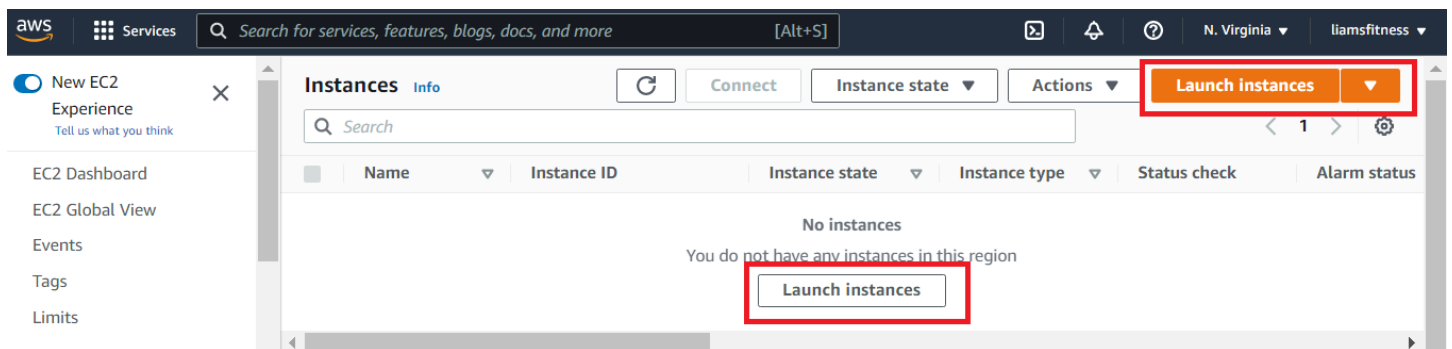 aws Services Search for services, features, blogs, docs, and more [Alt+S] N. Virginia ▼ liamsfitness ▼
New EC2
Experience
Tell us what you think
EC2 Dashboard
EC2 Global View
Events
Tags
Limits
Instances Info Connect Instance state ▼ Actions ▼ Launch instances ▼
Search < 1 >
Name Instance ID Instance state Instance type Status check Alarm status
No instances
You do not have any instances in this region
Launch instances